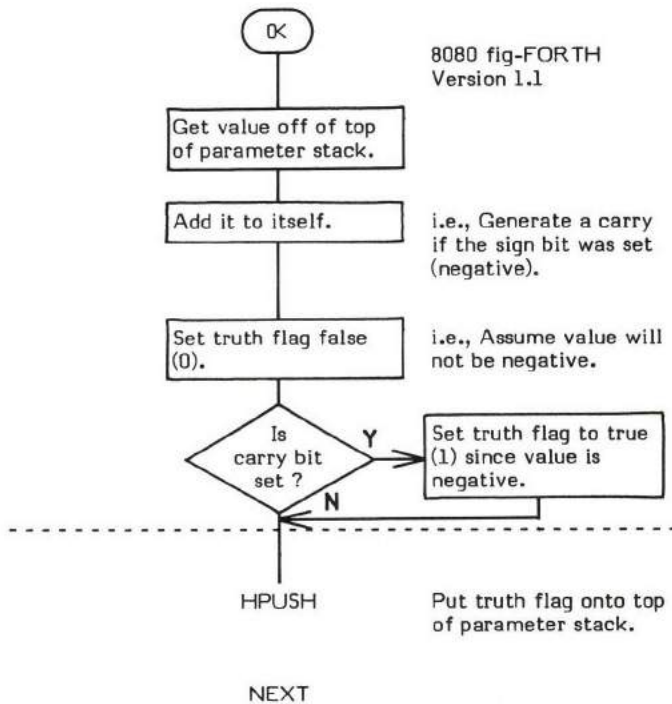 0<
8080 fig-FORTH
Version 1.1
Get value off of top
of parameter stack.
Add it to itself.
i.e., Generate a carry
if the sign bit was set
(negative).
Set truth flag false
(0).
i.e., Assume value will
not be negative.
Is
carry bit
set ?
Y
Set truth flag to true
(1) since value is
negative.
N
HPUSH
Put truth flag onto top
of parameter stack.
NEXT